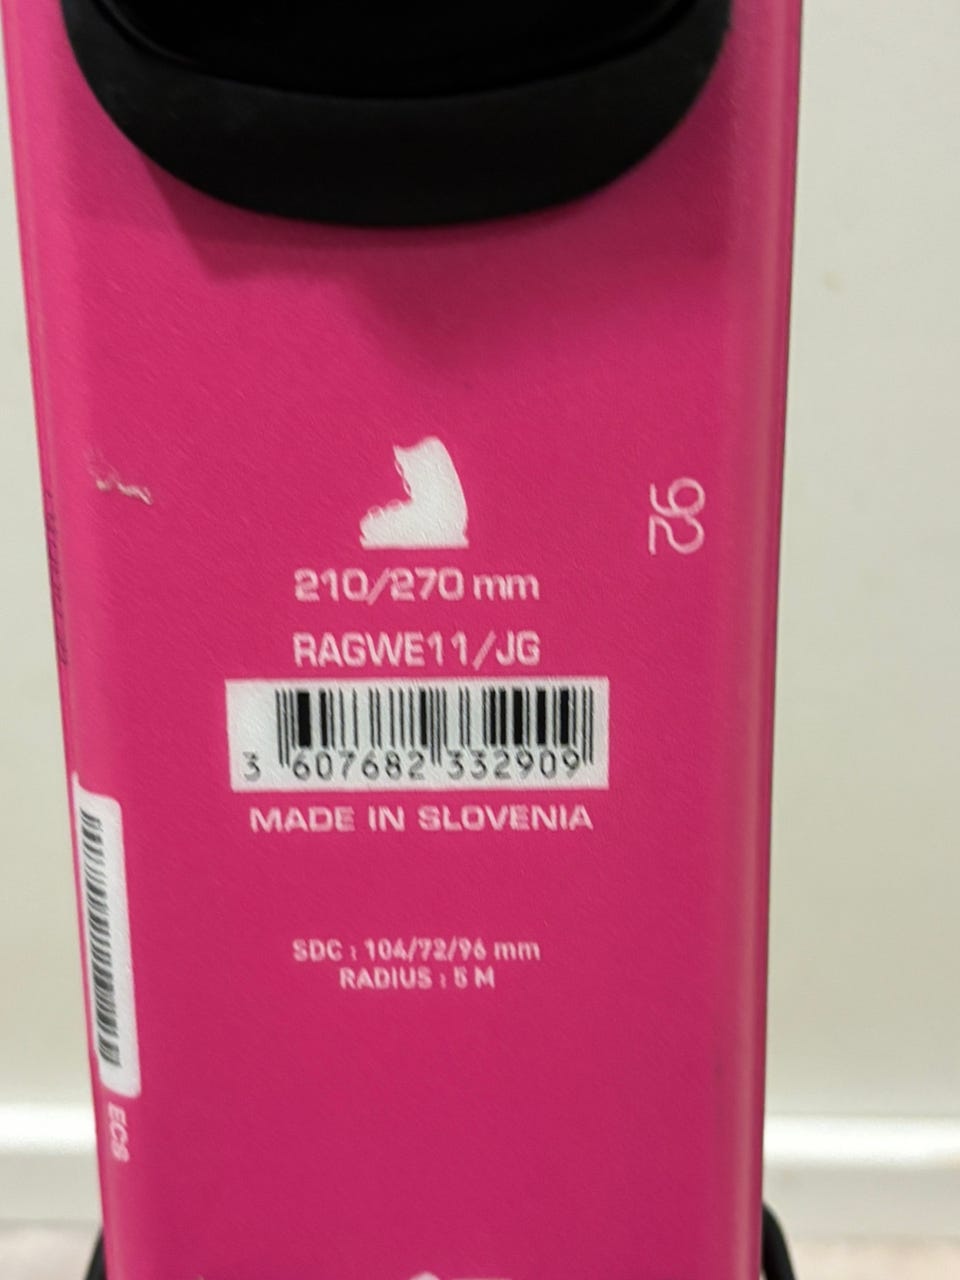 92
210/270 mm
RAGWE11/JG
3 607682 332909
MADE IN SLOVENIA
SDC : 104/72/96 mm
RADIUS : 5 M